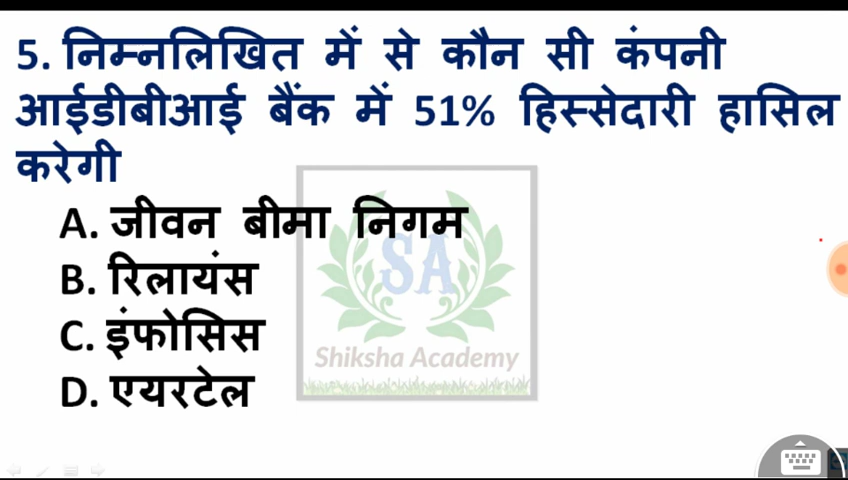 5. निम्नलिखित में से कौन सी कंपनी
आईडीबीआई बैंक में 51% हिस्सेदारी हासिल
करेगी
A. जीवन बीमा निगम
B. रिलायंस
C. इंफोसिस
D. एयरटेल
SA
Shiksha Academy